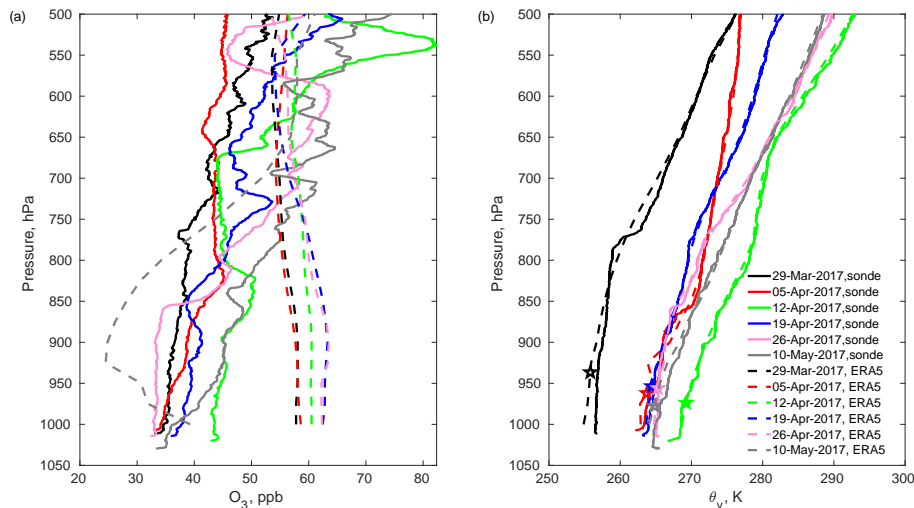 (a)
500
550
600
650
700
750
800
850
900
950
1000
1050
Pressure, hPa
20 30 40 50 60 70 80
O3, ppb
(b)
500
550
600
650
700
750
800
850
900
950
1000
1050
Pressure, hPa
250 260 270 280 290 300
θv, K
29-Mar-2017,sonde
05-Apr-2017,sonde
12-Apr-2017,sonde
19-Apr-2017,sonde
26-Apr-2017,sonde
10-May-2017,sonde
29-Mar-2017, ERA5
05-Apr-2017, ERA5
12-Apr-2017, ERA5
19-Apr-2017, ERA5
26-Apr-2017, ERA5
10-May-2017, ERA5